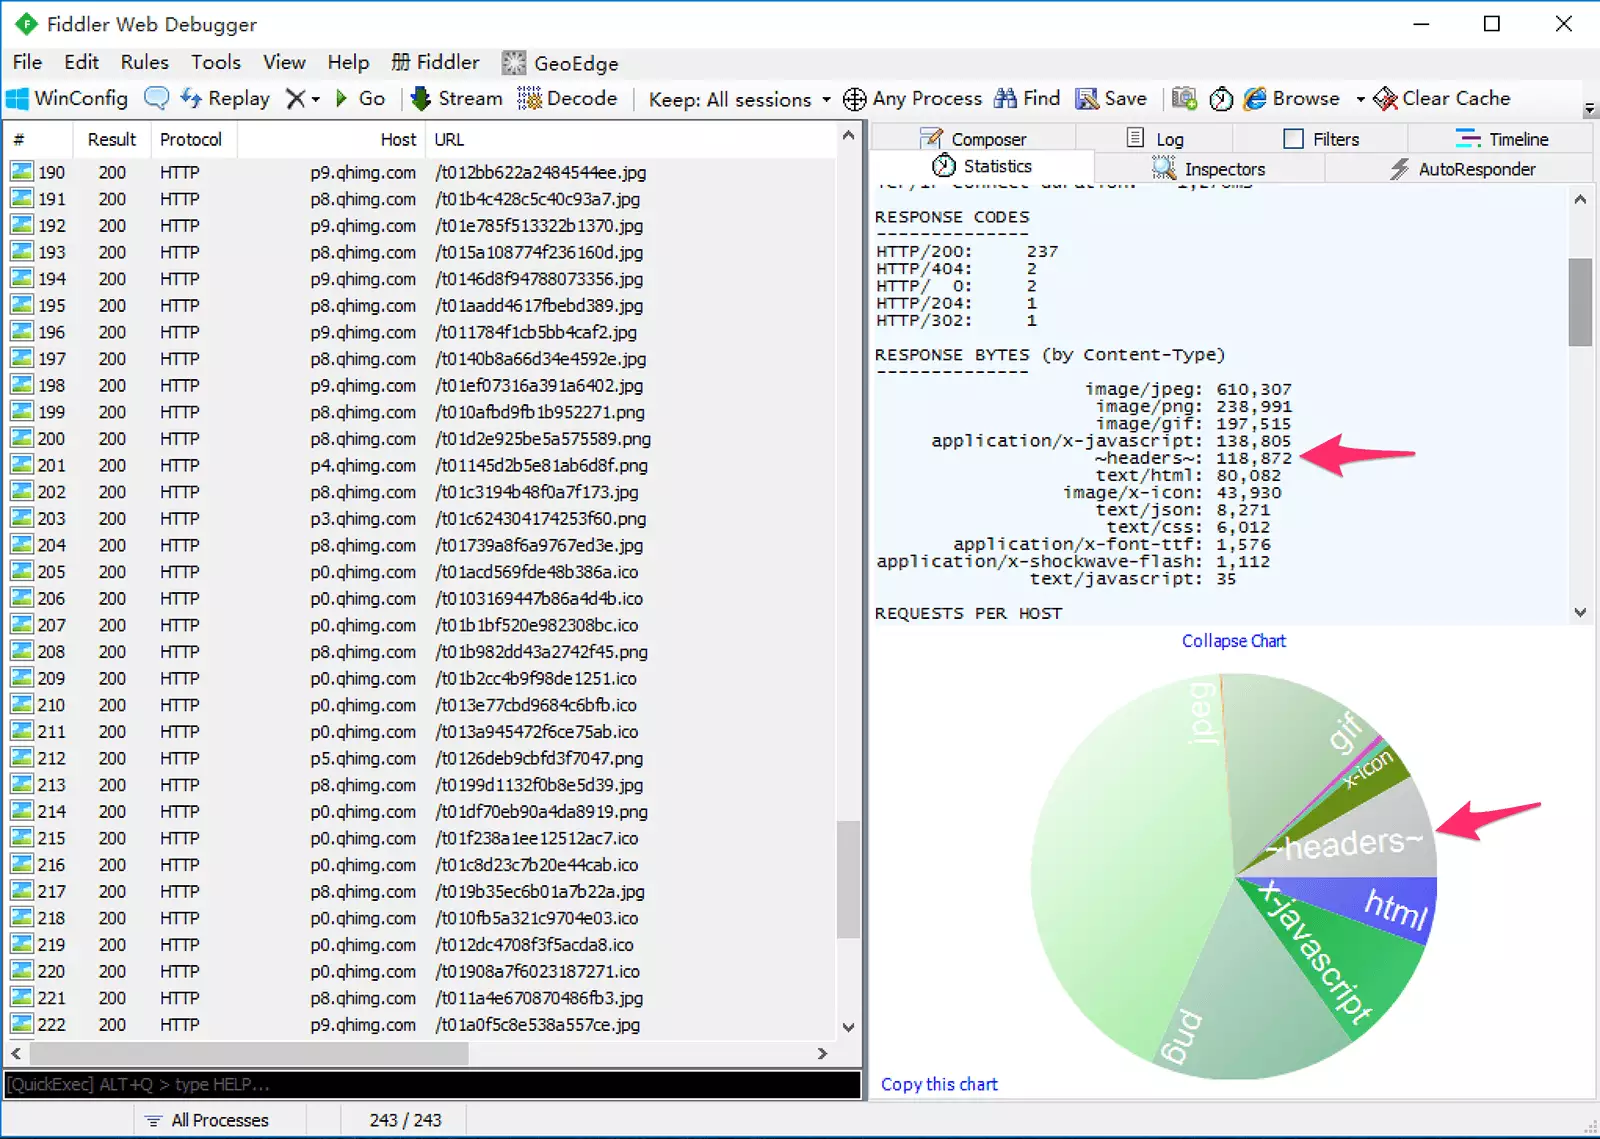 Fiddler Web Debugger
File Edit Rules Tools View Help 册 Fiddler GeoEdge
WinConfig Replay Go Stream Decode Keep: All sessions Any Process Find Save Browse Clear Cache
# Result Protocol Host URL
190 200 HTTP p9.qhimg.com /t012bb622a2484544ee.jpg
191 200 HTTP p8.qhimg.com /t01b4c428c5c40c93a7.jpg
192 200 HTTP p9.qhimg.com /t01e785f513322b1370.jpg
193 200 HTTP p8.qhimg.com /t015a108774f236160d.jpg
194 200 HTTP p9.qhimg.com /t0146d8f94788073356.jpg
195 200 HTTP p8.qhimg.com /t01aadd4617fbebd389.jpg
196 200 HTTP p9.qhimg.com /t011784f1cb5bb4caf2.jpg
197 200 HTTP p8.qhimg.com /t0140b8a66d34e4592e.jpg
198 200 HTTP p9.qhimg.com /t01ef07316a391a6402.jpg
199 200 HTTP p8.qhimg.com /t010afbd9fb1b952271.png
200 200 HTTP p8.qhimg.com /t01d2e925be5a575589.png
201 200 HTTP p4.qhimg.com /t01145d2b5e81ab6d8f.png
202 200 HTTP p8.qhimg.com /t01c3194b48f0a7f173.jpg
203 200 HTTP p3.qhimg.com /t01c624304174253f60.png
204 200 HTTP p8.qhimg.com /t01739a8f6a9767ed3e.jpg
205 200 HTTP p0.qhimg.com /t01acd569fde48b386a.ico
206 200 HTTP p0.qhimg.com /t0103169447b86a4d4b.ico
207 200 HTTP p0.qhimg.com /t01b1bf520e982308bc.ico
208 200 HTTP p8.qhimg.com /t01b982dd43a2742f45.png
209 200 HTTP p0.qhimg.com /t01b2cc4b9f98de1251.ico
210 200 HTTP p0.qhimg.com /t013e77cbd9684c6bfb.ico
211 200 HTTP p0.qhimg.com /t013a945472f6ce75ab.ico
212 200 HTTP p5.qhimg.com /t0126deb9cbfd3f7047.png
213 200 HTTP p8.qhimg.com /t0199d1132f0b8e5d39.jpg
214 200 HTTP p0.qhimg.com /t01df70eb90a4da8919.png
215 200 HTTP p0.qhimg.com /t01f238a1ee12512ac7.ico
216 200 HTTP p0.qhimg.com /t01c8d23c7b20e44cab.ico
217 200 HTTP p8.qhimg.com /t019b35ec6b01a7b22a.jpg
218 200 HTTP p0.qhimg.com /t010fb5a321c9704e03.ico
219 200 HTTP p0.qhimg.com /t012dc4708f3f5acda8.ico
220 200 HTTP p0.qhimg.com /t01908a7f6023187271.ico
221 200 HTTP p8.qhimg.com /t011a4e670870486fb3.jpg
222 200 HTTP p9.qhimg.com /t01a0f5c8e538a557ce.jpg
[QuickExec] ALT+Q > type HELP...
All Processes 243 / 243
Composer Log Filters Timeline
Statistics Inspectors AutoResponder
TCP/IP Connect duration: 1,276ms
RESPONSE CODES
--------------
HTTP/200: 237
HTTP/404: 2
HTTP/ 0: 2
HTTP/204: 1
HTTP/302: 1
RESPONSE BYTES (by Content-Type)
--------------
image/jpeg: 610,307
image/png: 238,991
image/gif: 197,515
application/x-javascript: 138,805
~headers~: 118,872
text/html: 80,082
image/x-icon: 43,930
text/json: 8,271
text/css: 6,012
application/x-font-ttf: 1,576
application/x-shockwave-flash: 1,112
text/javascript: 35
REQUESTS PER HOST
Collapse Chart
jpeg
gif
x-icon
~headers~
html
x-javascript
png
Copy this chart